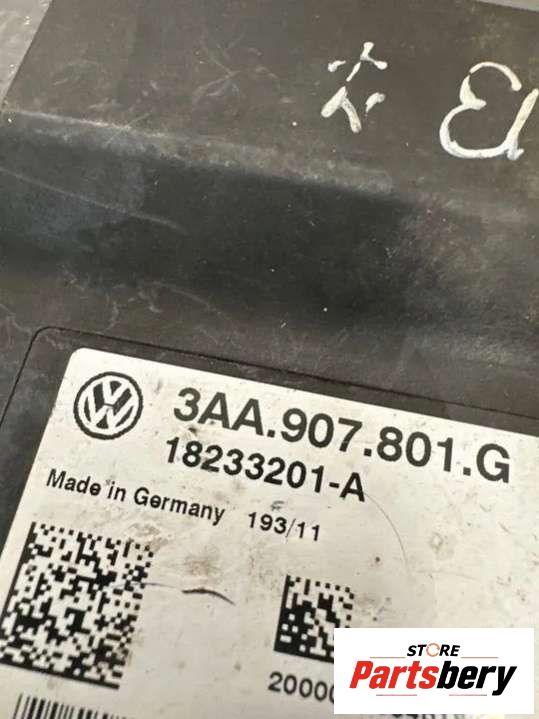 3AA.907.801.G
18233201-A
Made in Germany 193/11
STORE
Partsbery